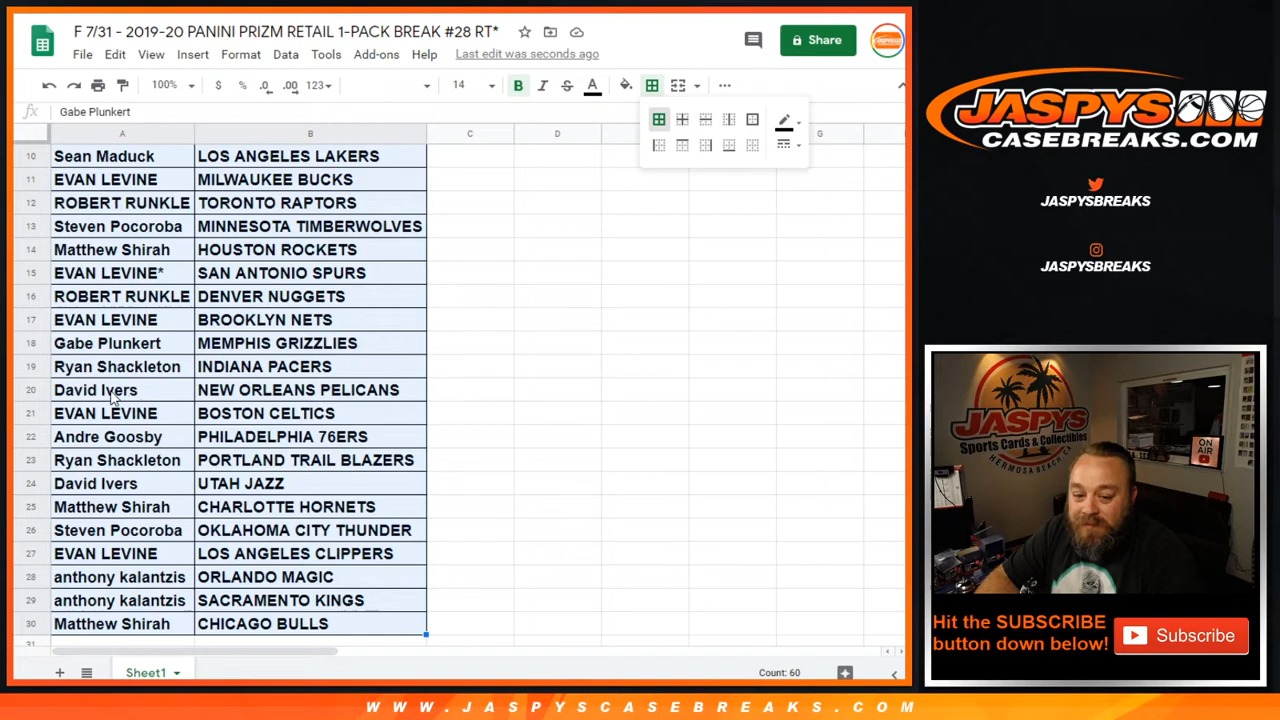 F 7/31 - 2019-20 PANINI PRIZM RETAIL 1-PACK BREAK #28 RT*
File Edit View Insert Format Data Tools Add-ons Help Last edit was seconds ago
Share
100% $ % .0 .00 123 14 B I S A
fx Gabe Plunkert
A B C D E F G
10 Sean Maduck LOS ANGELES LAKERS
11 EVAN LEVINE MILWAUKEE BUCKS
12 ROBERT RUNKLE TORONTO RAPTORS
13 Steven Pocoroba MINNESOTA TIMBERWOLVES
14 Matthew Shirah HOUSTON ROCKETS
15 EVAN LEVINE* SAN ANTONIO SPURS
16 ROBERT RUNKLE DENVER NUGGETS
17 EVAN LEVINE BROOKLYN NETS
18 Gabe Plunkert MEMPHIS GRIZZLIES
19 Ryan Shackleton INDIANA PACERS
20 David Ivers NEW ORLEANS PELICANS
21 EVAN LEVINE BOSTON CELTICS
22 Andre Goosby PHILADELPHIA 76ERS
23 Ryan Shackleton PORTLAND TRAIL BLAZERS
24 David Ivers UTAH JAZZ
25 Matthew Shirah CHARLOTTE HORNETS
26 Steven Pocoroba OKLAHOMA CITY THUNDER
27 EVAN LEVINE LOS ANGELES CLIPPERS
28 anthony kalantzis ORLANDO MAGIC
29 anthony kalantzis SACRAMENTO KINGS
30 Matthew Shirah CHICAGO BULLS
31
Sheet1 Count: 60
JASPYS
CASEBREAKS.COM
JASPYSBREAKS
JASPYSBREAKS
JASPYS
Sports Cards & Collectibles
HERMOSA BEACH, CA
ON
AIR
Hit the SUBSCRIBE
button down below!
Subscribe
WWW.JASPYSCASEBREAKS.COM